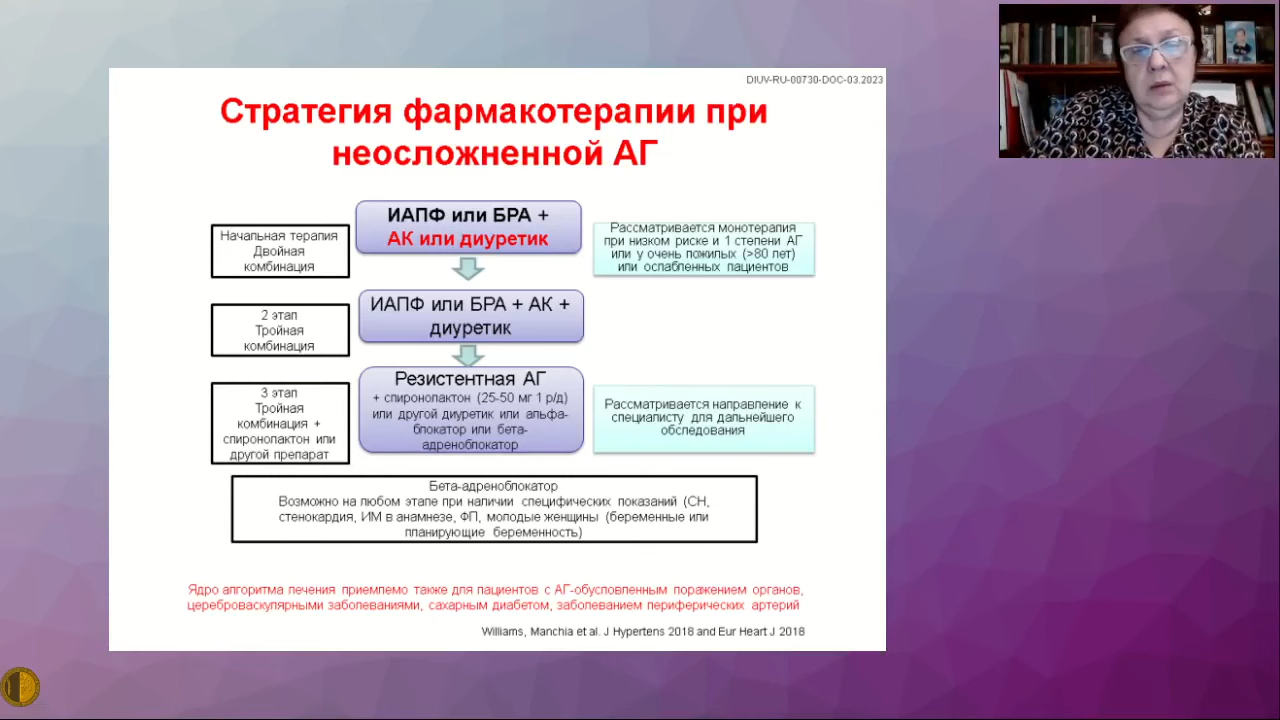 DIUV-RU-00730-DOC-03.2023
Стратегия фармакотерапии при
неосложненной АГ
Начальная терапия
Двойная
комбинация
ИАПФ или БРА +
АК или диуретик
Рассматривается монотерапия
при низком риске и 1 степени АГ
или у очень пожилых (>80 лет)
или ослабленных пациентов
2 этап
Тройная
комбинация
ИАПФ или БРА + АК +
диуретик
3 этап
Тройная
комбинация +
спиронолактон или
другой препарат
Резистентная АГ
+ спиронолактон (25-50 мг 1 р/д)
или другой диуретик или альфа-
блокатор или бета-
адреноблокатор
Рассматривается направление к
специалисту для дальнейшего
обследования
Бета-адреноблокатор
Возможно на любом этапе при наличии специфических показаний (СН,
стенокардия, ИМ в анамнезе, ФП, молодые женщины (беременные или
планирующие беременность)
Ядро алгоритма лечения приемлемо также для пациентов с АГ-обусловленным поражением органов,
цереброваскулярными заболеваниями, сахарным диабетом, заболеванием периферических артерий
Williams, Manchia et al. J Hypertens 2018 and Eur Heart J 2018